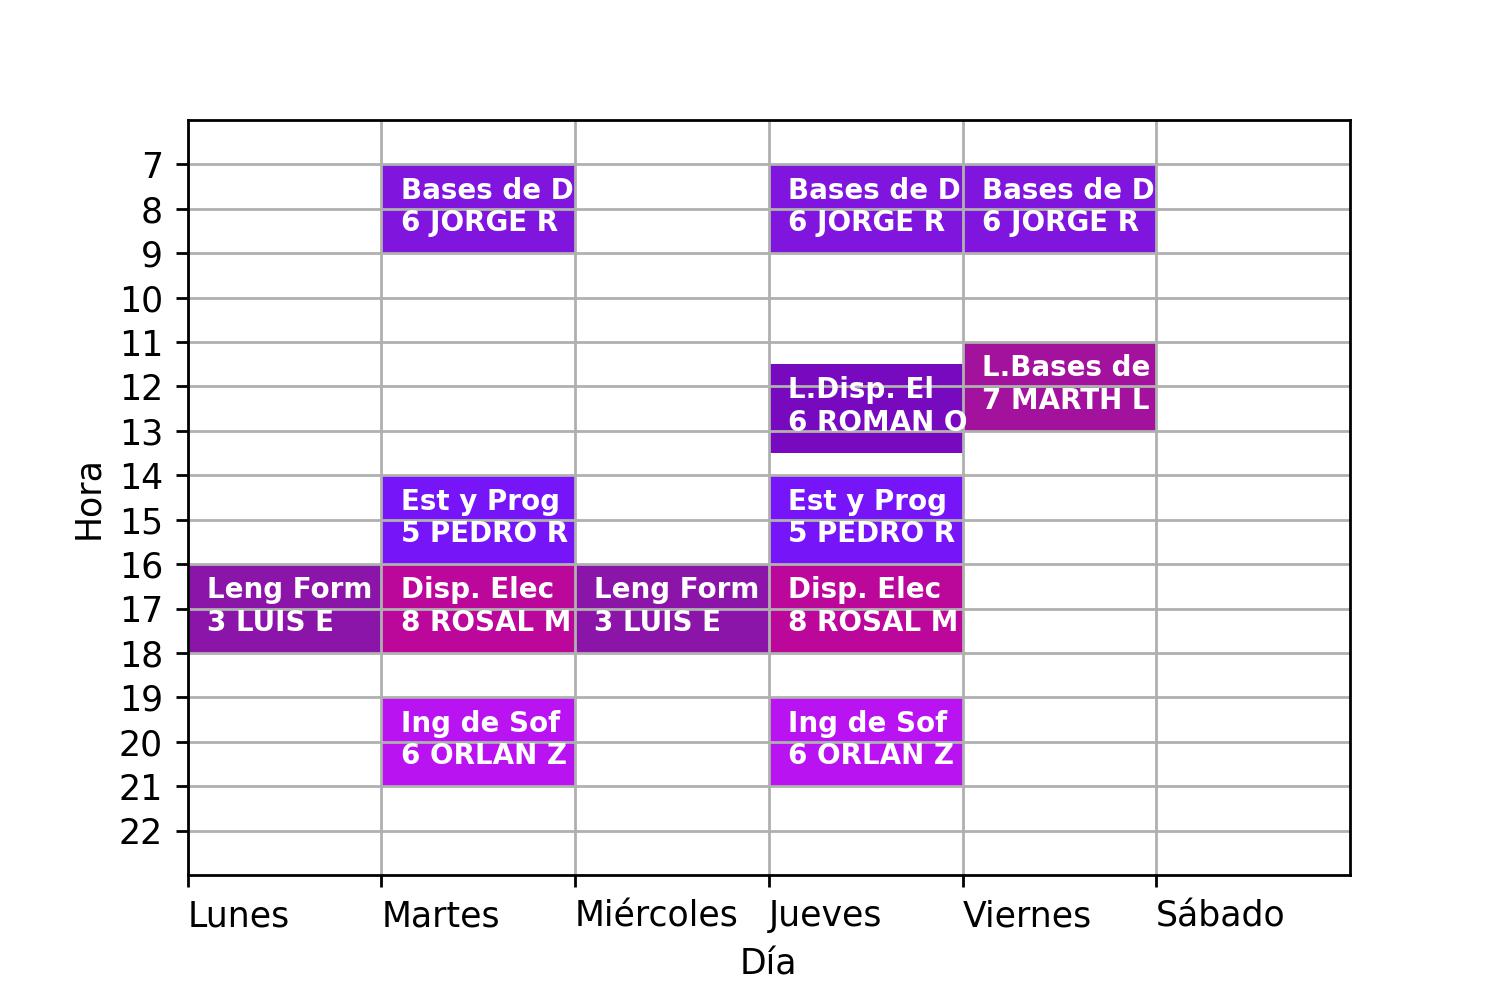 7
Bases de D
6 JORGE R
Bases de D
6 JORGE R
Bases de D
6 JORGE R
8
9
10
11
L.Bases de
7 MARTH L
12
L.Disp. El
6 ROMAN O
13
14
Est y Prog
5 PEDRO R
Est y Prog
5 PEDRO R
15
16
Leng Form
3 LUIS E
Disp. Elec
8 ROSAL M
Leng Form
3 LUIS E
Disp. Elec
8 ROSAL M
17
18
19
Ing de Sof
6 ORLAN Z
Ing de Sof
6 ORLAN Z
20
21
22
Hora
Lunes
Martes
Miércoles
Jueves
Viernes
Sábado
Día